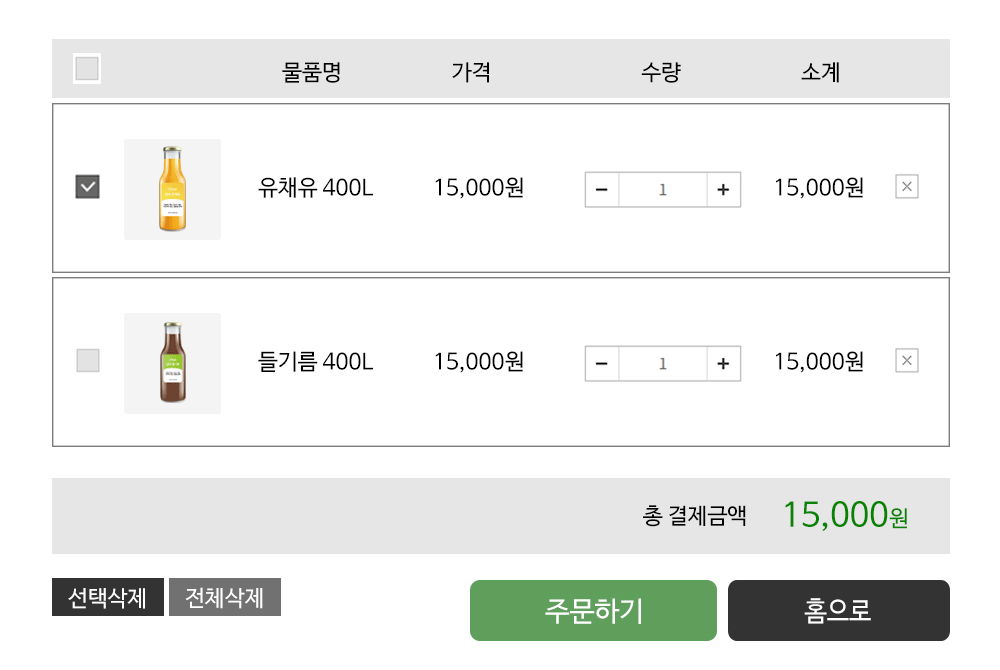 물품명 가격 수량 소계
유채유 400L 15,000원 − 1 + 15,000원
들기름 400L 15,000원 − 1 + 15,000원
총 결제금액 15,000원
선택삭제 전체삭제 주문하기 홈으로